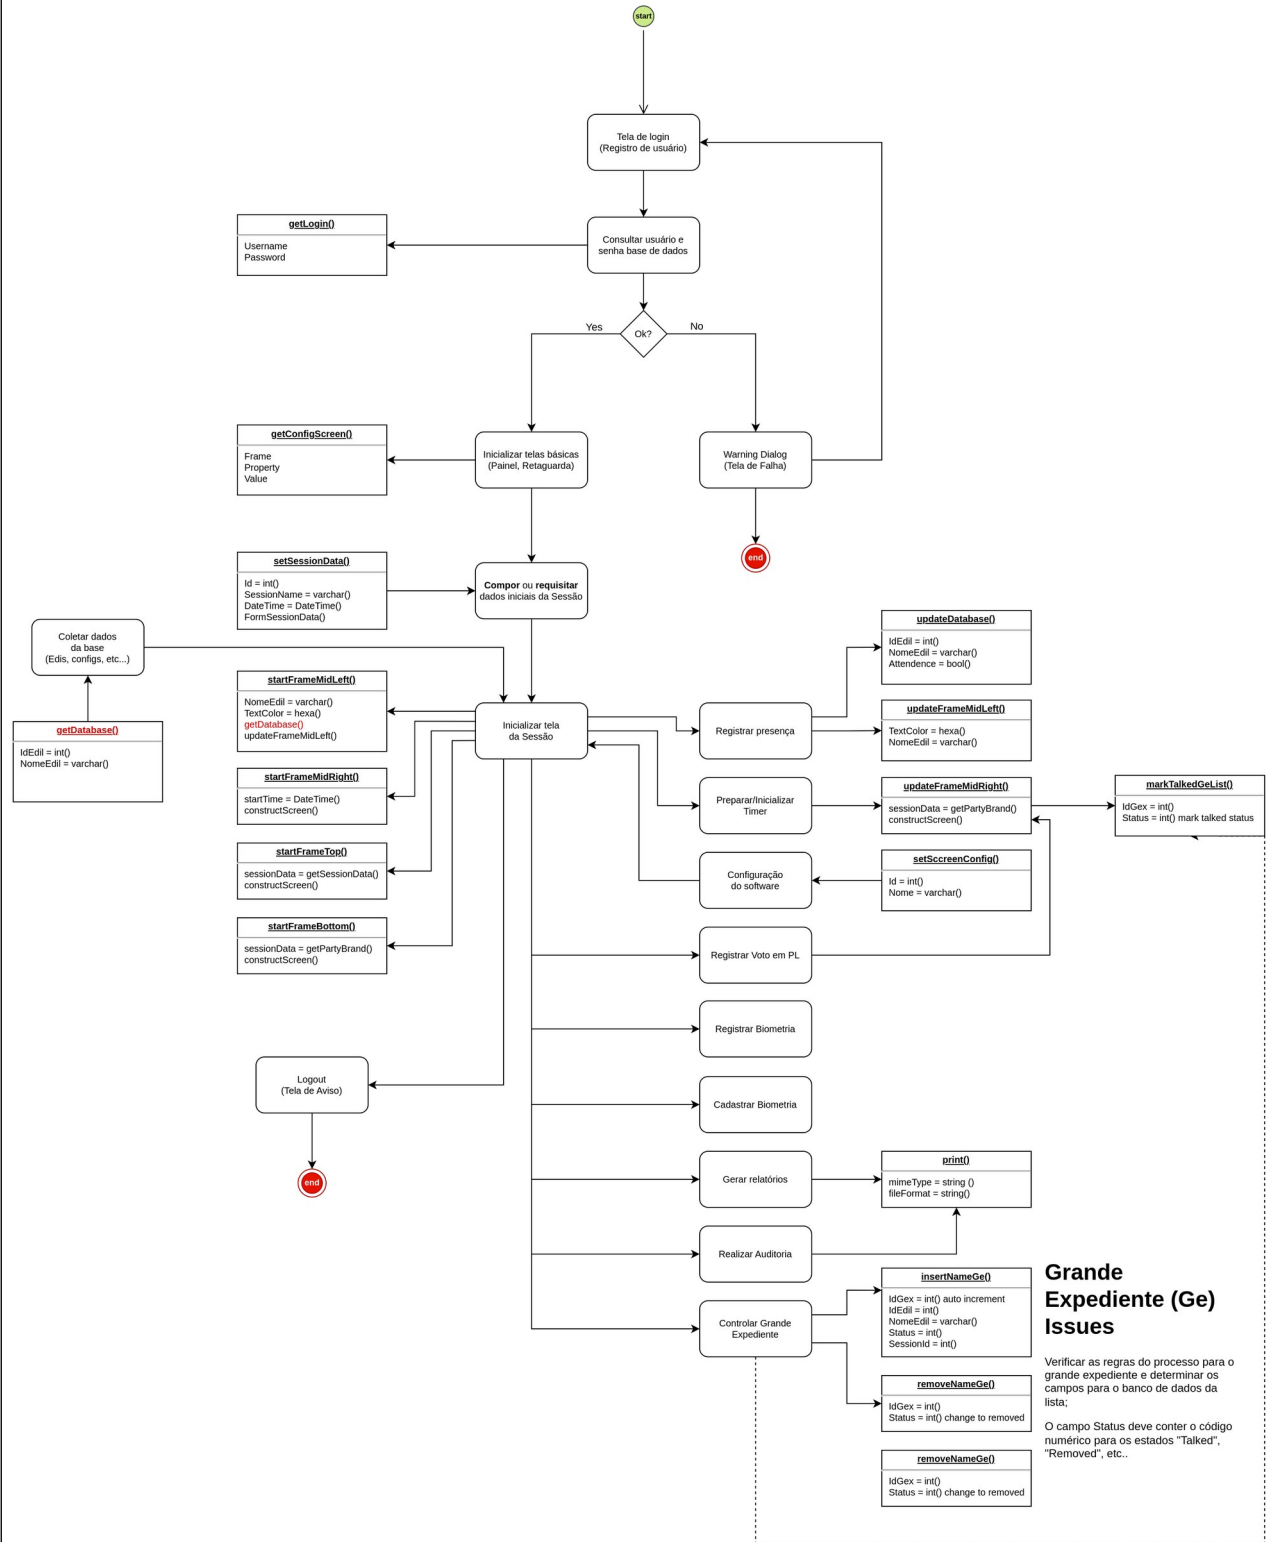 start
Tela de login
(Registro de usuário)
getLogin()
Username
Password
Consultar usuário e
senha base de dados
Yes
Ok?
No
getConfigScreen()
Frame
Property
Value
Inicializar telas básicas
(Painel, Retaguarda)
Warning Dialog
(Tela de Falha)
end
setSessionData()
Id = int()
SessionName = varchar()
DateTime = DateTime()
FormSessionData()
Compor ou requisitar
dados iniciais da Sessão
Coletar dados
da base
(Edis, configs, etc...)
getDatabase()
IdEdil = int()
NomeEdil = varchar()
startFrameMidLeft()
NomeEdil = varchar()
TextColor = hexa()
getDatabase()
updateFrameMidLeft()
Inicializar tela
da Sessão
Registrar presença
updateDatabase()
IdEdil = int()
NomeEdil = varchar()
Attendence = bool()
updateFrameMidLeft()
TextColor = hexa()
NomeEdil = varchar()
startFrameMidRight()
startTime = DateTime()
constructScreen()
Preparar/Inicializar
Timer
updateFrameMidRight()
sessionData = getPartyBrand()
constructScreen()
markTalkedGeList()
IdGex = int()
Status = int() mark talked status
startFrameTop()
sessionData = getSessionData()
constructScreen()
Configuração
do software
setSccreenConfig()
Id = int()
Nome = varchar()
startFrameBottom()
sessionData = getPartyBrand()
constructScreen()
Registrar Voto em PL
Registrar Biometria
Logout
(Tela de Aviso)
end
Cadastrar Biometria
Gerar relatórios
print()
mimeType = string ()
fileFormat = string()
Realizar Auditoria
Controlar Grande
Expediente
insertNameGe()
IdGex = int() auto increment
IdEdil = int()
NomeEdil = varchar()
Status = int()
SessionId = int()
removeNameGe()
IdGex = int()
Status = int() change to removed
removeNameGe()
IdGex = int()
Status = int() change to removed
Grande
Expediente (Ge)
Issues
Verificar as regras do processo para o
grande expediente e determinar os
campos para o banco de dados da
lista;
O campo Status deve conter o código
numérico para os estados "Talked",
"Removed", etc..